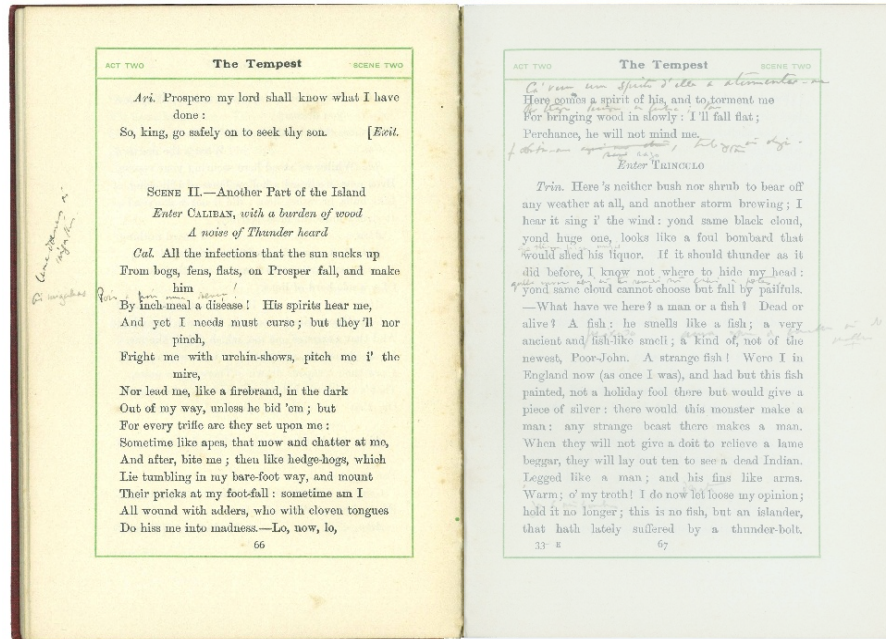 ACT TWO The Tempest SCENE TWO
Ari. Prospero my lord shall know what I have
done :
So, king, go safely on to seek thy son. [Exit.
SCENE II.—Another Part of the Island
Enter CALIBAN, with a burden of wood
A noise of Thunder heard
Cal. All the infections that the sun sucks up
From bogs, fens, flats, on Prosper fall, and make
him
By inch-meal a disease ! His spirits hear me,
And yet I needs must curse ; but they'll nor
pinch,
Fright me with urchin-shows, pitch me i' the
mire,
Nor lead me, like a firebrand, in the dark
Out of my way, unless he bid 'em ; but
For every trifle are they set upon me :
Sometime like apes, that mow and chatter at me,
And after, bite me ; then like hedge-hogs, which
Lie tumbling in my bare-foot way, and mount
Their pricks at my foot-fall : sometime am I
All wound with adders, who with cloven tongues
Do hiss me into madness.—Lo, now, lo,
66
ACT TWO The Tempest SCENE TWO
Here comes a spirit of his, and to torment me
For bringing wood in slowly : I'll fall flat ;
Perchance, he will not mind me.
Enter TRINCULO
Trin. Here 's neither bush nor shrub to bear off
any weather at all, and another storm brewing ; I
hear it sing i' the wind : yond same black cloud,
yond huge one, looks like a foul bombard that
would shed his liquor. If it should thunder as it
did before, I know not where to hide my head :
yond same cloud cannot choose but fall by pailfuls.
—What have we here ? a man or a fish ? Dead or
alive ? A fish : he smells like a fish ; a very
ancient and fish-like smell ; a kind of, not of the
newest, Poor-John. A strange fish ! Were I in
England now (as once I was), and had but this fish
painted, not a holiday fool there but would give a
piece of silver : there would this monster make a
man : any strange beast there makes a man.
When they will not give a doit to relieve a lame
beggar, they will lay out ten to see a dead Indian.
Legged like a man ; and his fins like arms.
Warm ; o' my troth ! I do now let loose my opinion ;
hold it no longer ; this is no fish, but an islander,
that hath lately suffered by a thunder-bolt.
33 E 67